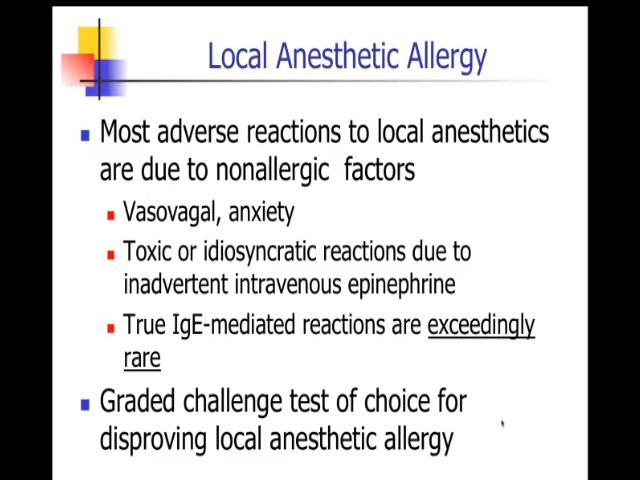 Local Anesthetic Allergy
Most adverse reactions to local anesthetics
are due to nonallergic factors
Vasovagal, anxiety
Toxic or idiosyncratic reactions due to
inadvertent intravenous epinephrine
True IgE-mediated reactions are exceedingly
rare
Graded challenge test of choice for
disproving local anesthetic allergy